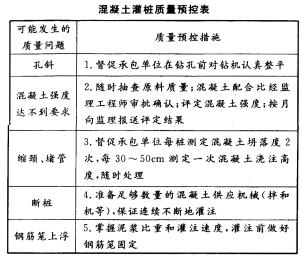 混凝土灌桩质量预控表
可能发生的
质量问题
质量预控措施
孔斜
1.督促承包单位在钻孔前对钻机认真整平
混凝土强度
达不到要求
2.随时抽查原料质量；混凝土配合比经监
理工程师审批确认；评定混凝土强度；按月
向监理报送评定结果
缩颈、堵管
3.督促承包单位每桩测定混凝土坍落度2
次，每30～50cm测定一次混凝土浇注高
度，随时处理
断桩
4.准备足够数量的混凝土供应机械（拌和
机等），保证连续不断地灌注
钢筋笼上浮
5.掌握泥浆比重和灌注速度，灌注前做好
钢筋笼固定